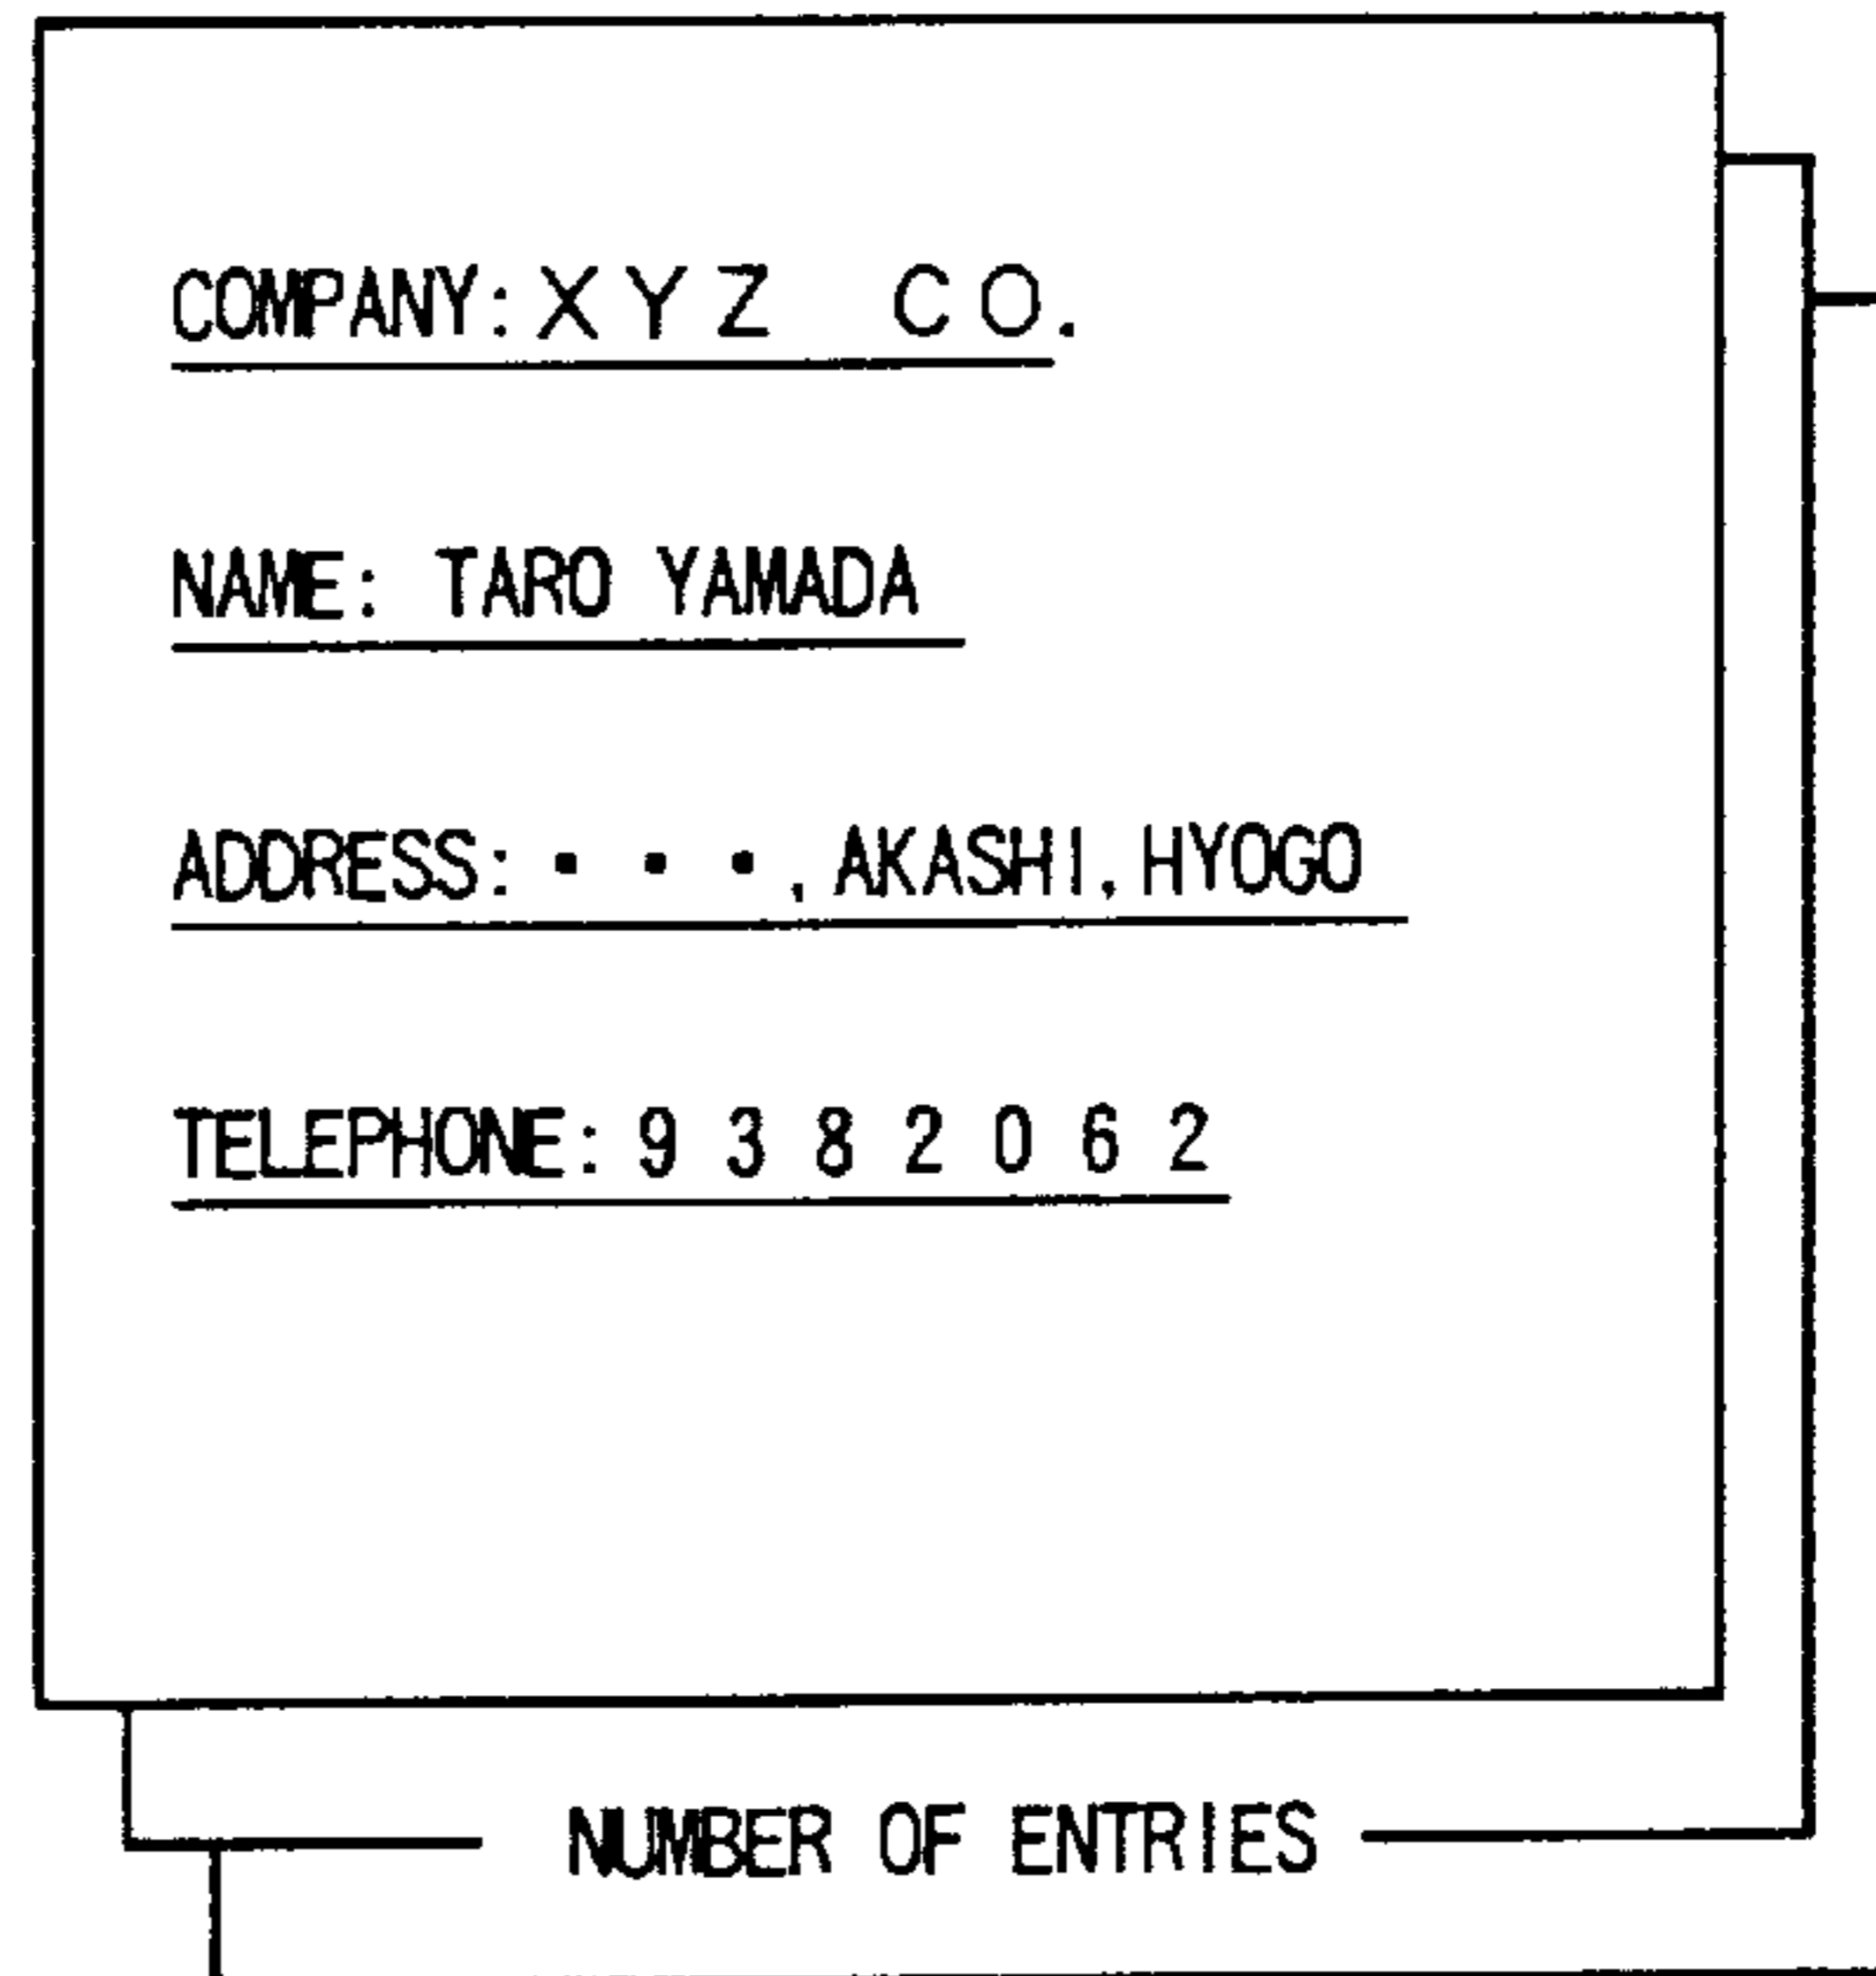 COMPANY:XYZ CO.
NAME: TARO YAMADA
ADDRESS:・・・,AKASHI,HYOGO
TELEPHONE:9382062
NUMBER OF ENTRIES